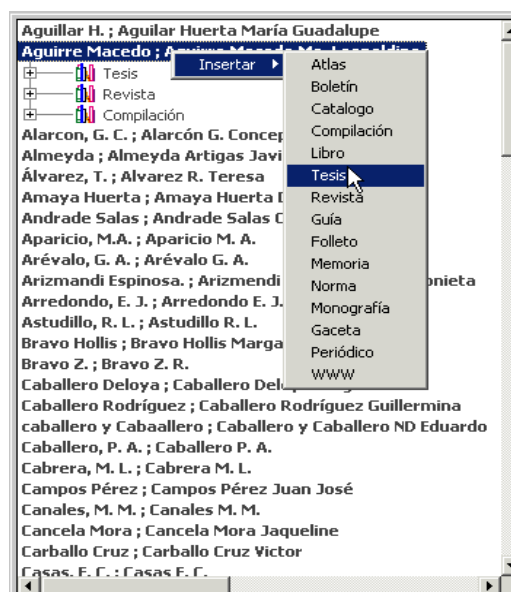 Aguillar H. ; Aguilar Huerta María Guadalupe
Aguirre Macedo ; Aguirre Macedo Ma. Leopoldina
Tesis
Revista
Compilación
Insertar
Atlas
Boletín
Catalogo
Compilación
Libro
Tesis
Revista
Guía
Folleto
Memoria
Norma
Monografía
Gaceta
Periódico
WWW
Alarcon, G. C. ; Alarcón G. Concep
Almeyda ; Almeyda Artigas Javi
Álvarez, T. ; Alvarez R. Teresa
Amaya Huerta ; Amaya Huerta
Andrade Salas ; Andrade Salas C
Aparicio, M.A. ; Aparicio M. A.
Arévalo, G. A. ; Arévalo G. A.
Arizmandi Espinosa. ; Arizmendi nieta
Arredondo, E. J. ; Arredondo E. J.
Astudillo, R. L. ; Astudillo R. L.
Bravo Hollis ; Bravo Hollis Marga
Bravo Z. ; Bravo Z. R.
Caballero Deloya ; Caballero Del
Caballero Rodríguez ; Caballero Rodríguez Guillermina
caballero y Cabaallero ; Caballero y Caballero ND Eduardo
Caballero, P. A. ; Caballero P. A.
Cabrera, M. L. ; Cabrera M. L.
Campos Pérez ; Campos Pérez Juan José
Canales, M. M. ; Canales M. M.
Cancela Mora ; Cancela Mora Jaqueline
Carballo Cruz ; Carballo Cruz Victor
Casas, F. C. ; Casas F. C.